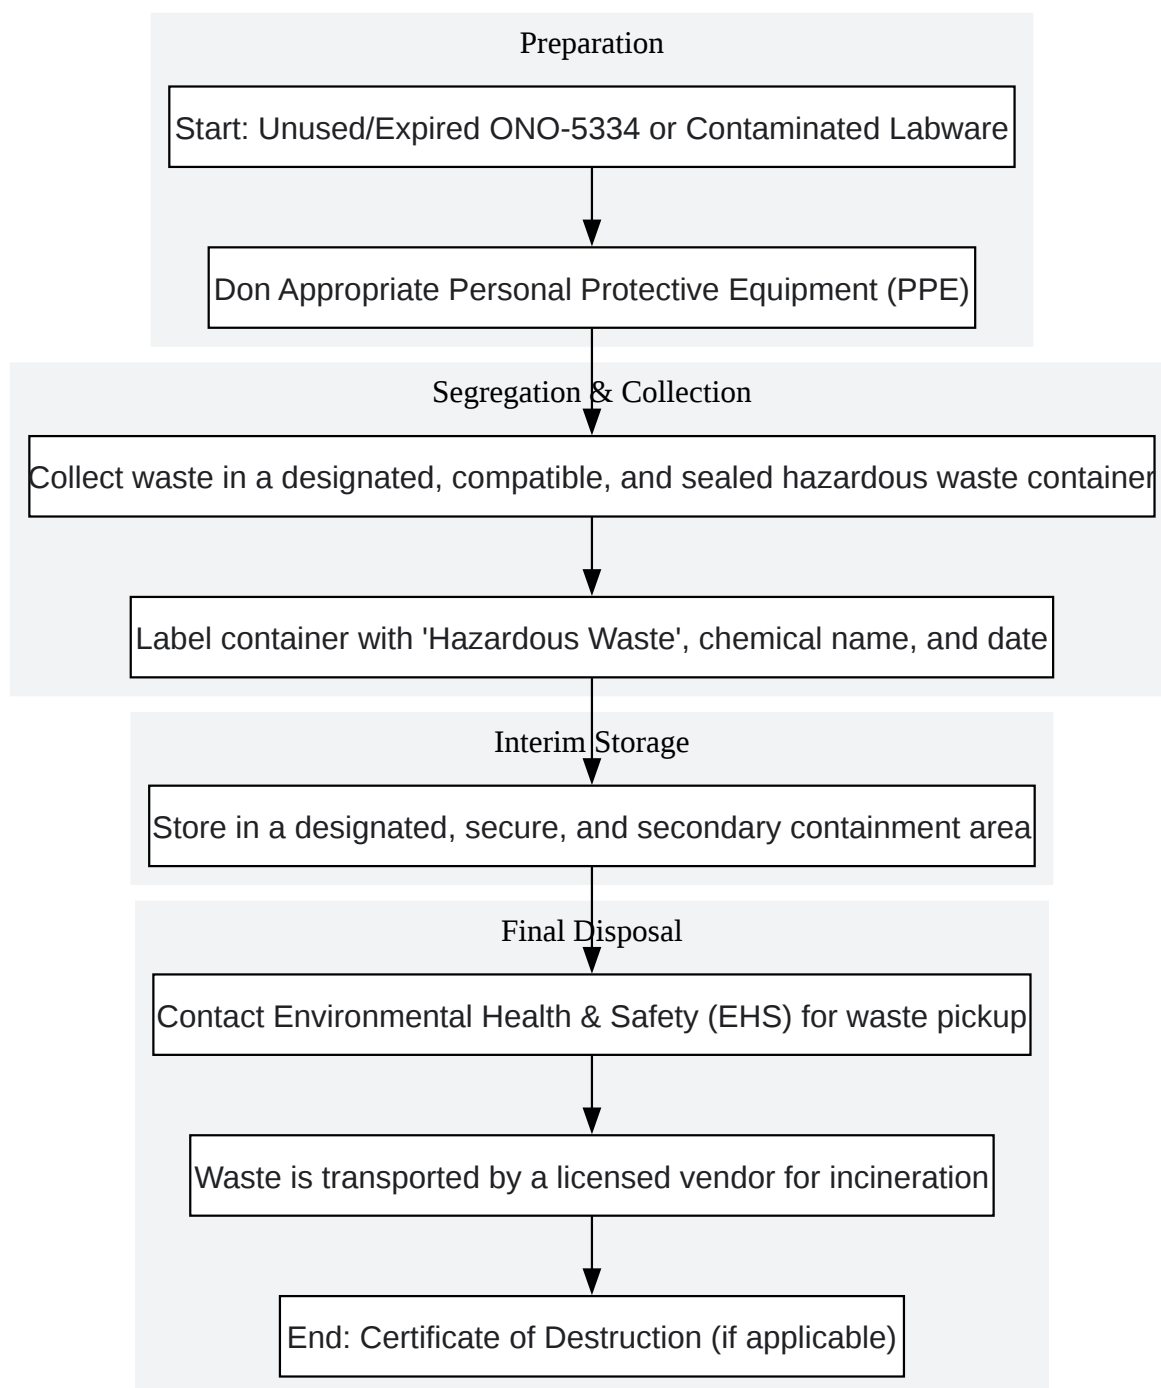 Preparation
Start: Unused/Expired ONO-5334 or Contaminated Labware
Don Appropriate Personal Protective Equipment (PPE)
Segregation & Collection
Collect waste in a designated, compatible, and sealed hazardous waste container
Label container with 'Hazardous Waste', chemical name, and date
Interim Storage
Store in a designated, secure, and secondary containment area
Final Disposal
Contact Environmental Health & Safety (EHS) for waste pickup
Waste is transported by a licensed vendor for incineration
End: Certificate of Destruction (if applicable)